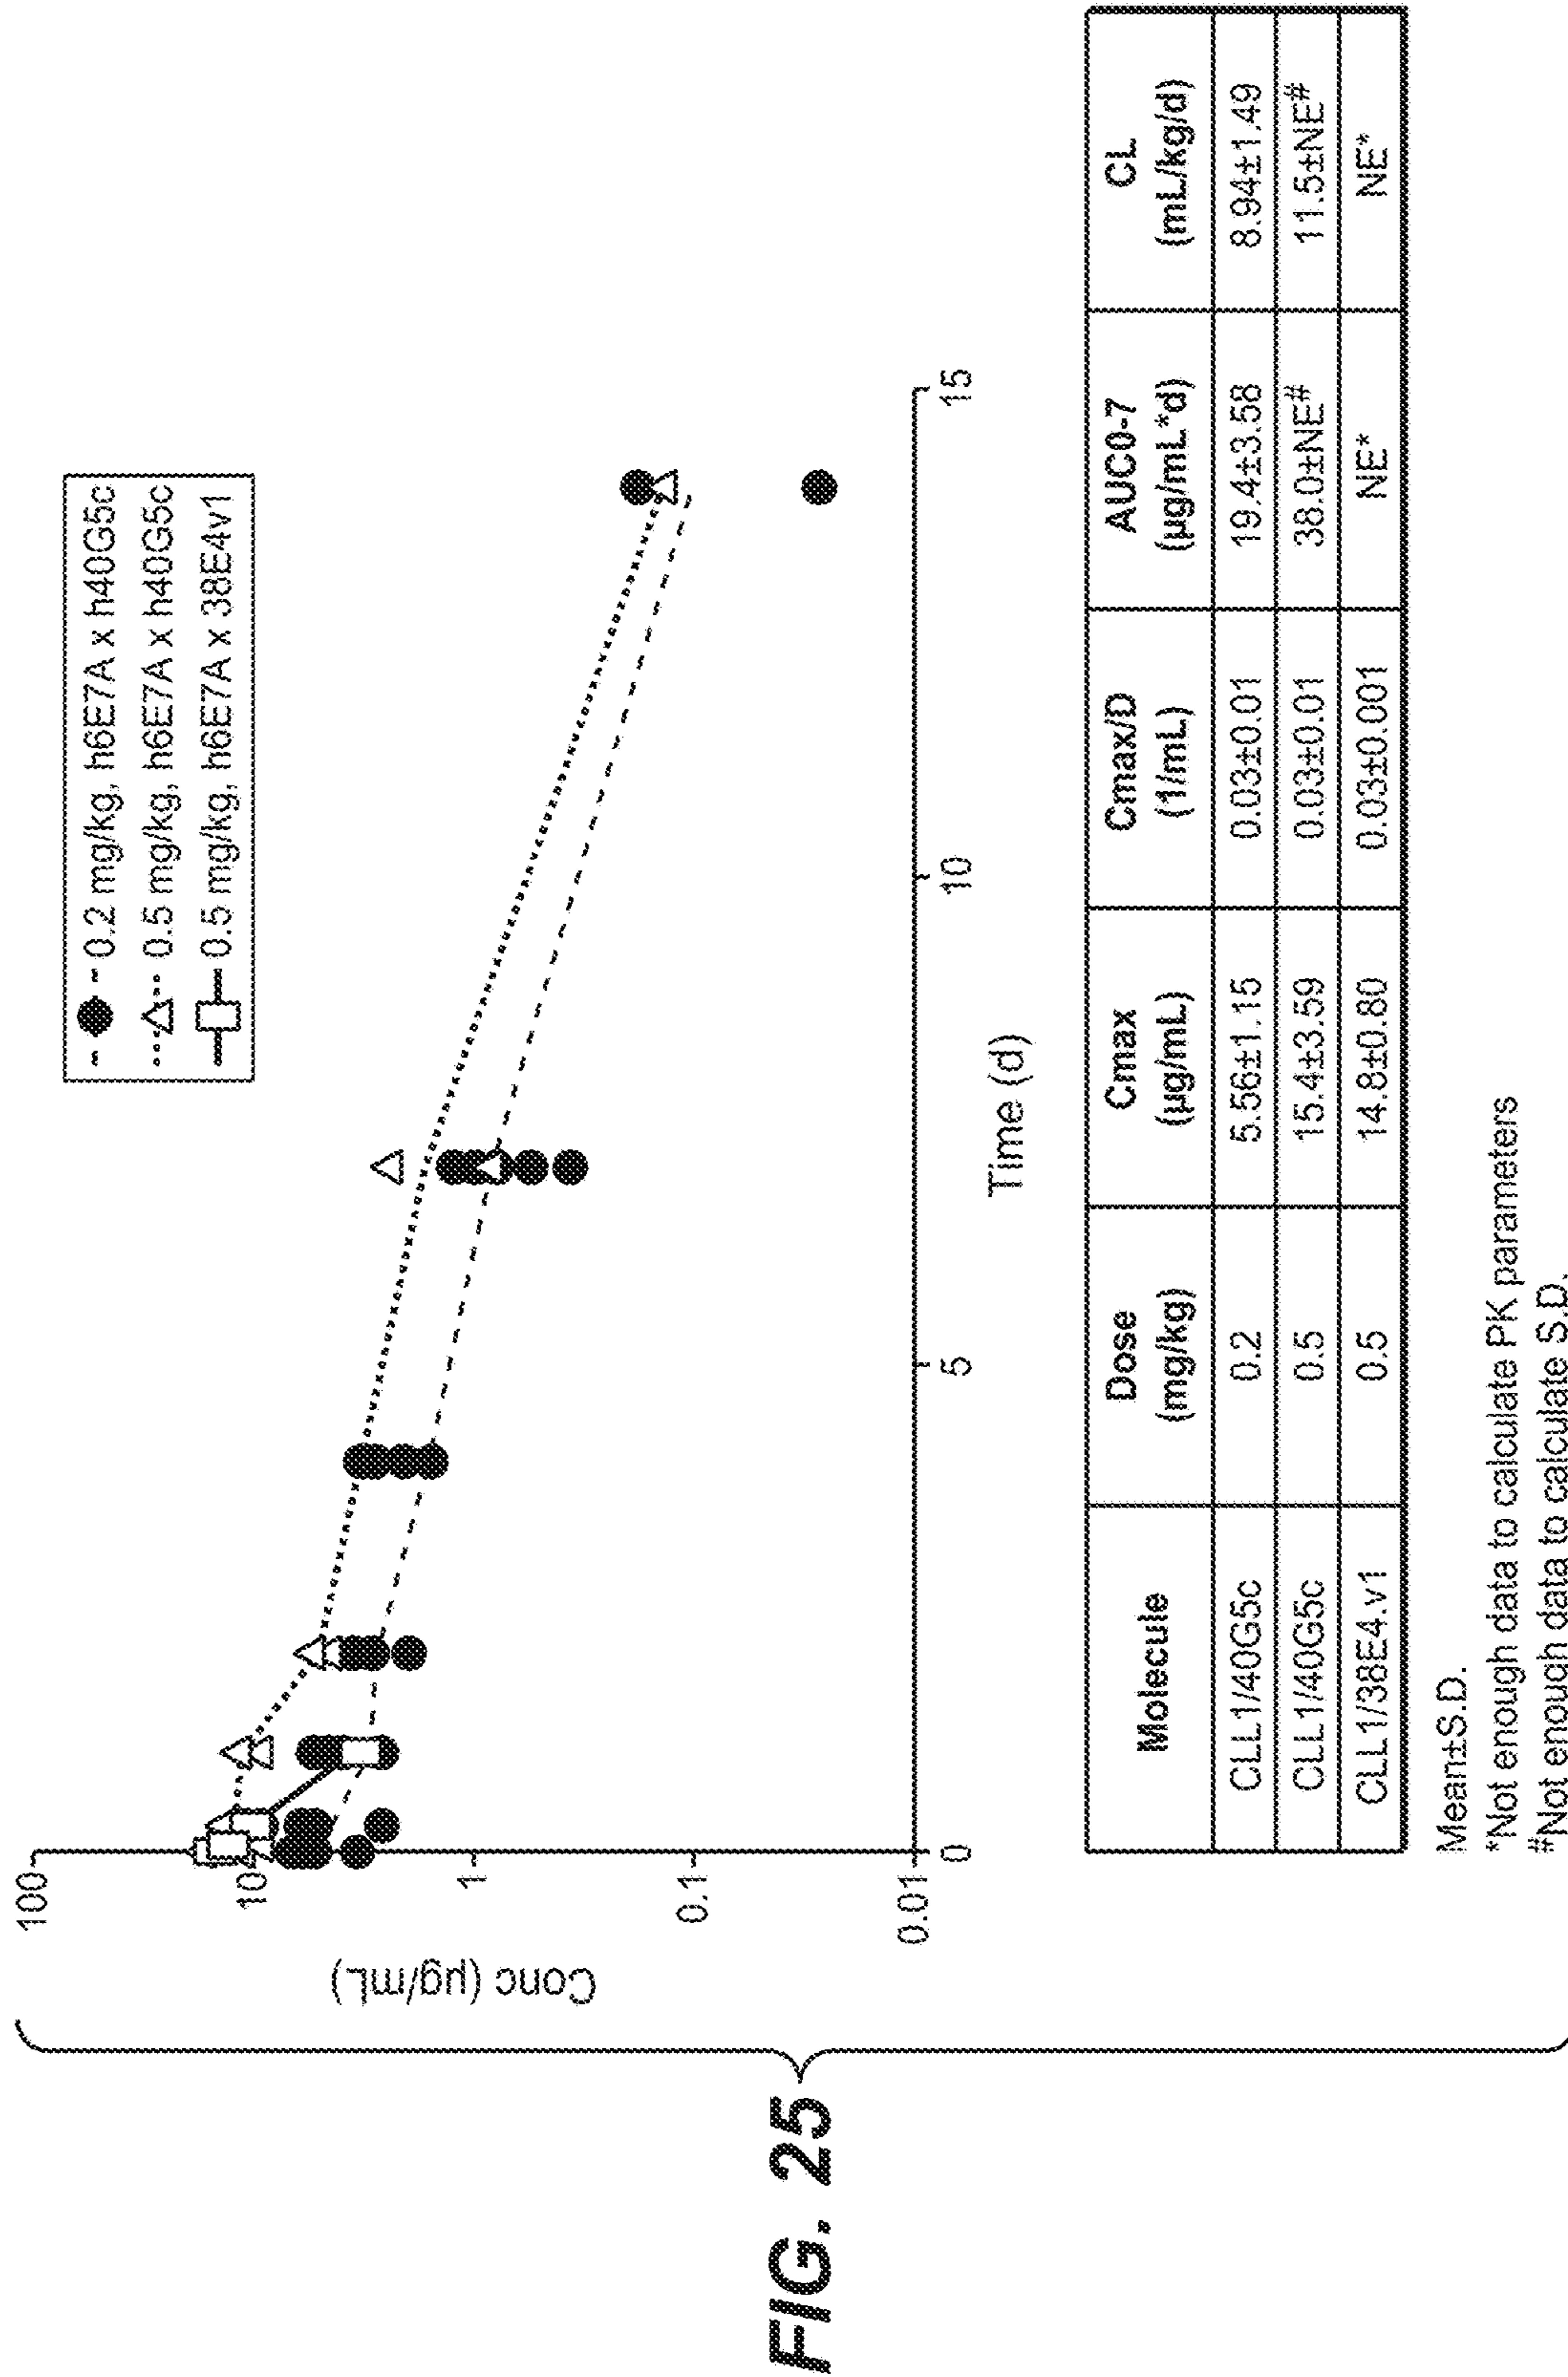 FIG. 25
Conc (µg/mL)
100
10
1
0.1
0.01
0
5
10
15
Time (d)
0.2 mg/kg, h6E7A x h40G5c
0.5 mg/kg, h6E7A x h40G5c
0.5 mg/kg, h6E7A x 38E4v1
Molecule Dose (mg/kg) Cmax (µg/mL) Cmax/D (1/mL) AUC0-7 (µg/mL*d) CL (mL/kg/d)
CLL1/40G5c 0.2 5.56±1.15 0.03±0.01 19.4±3.58 8.94±1.49
CLL1/40G5c 0.5 15.4±3.59 0.03±0.01 38.0±NE# 11.5±NE#
CLL1/38E4.v1 0.5 14.8±0.80 0.03±0.001 NE* NE*
Mean±S.D.
*Not enough data to calculate PK parameters
#Not enough data to calculate S.D.